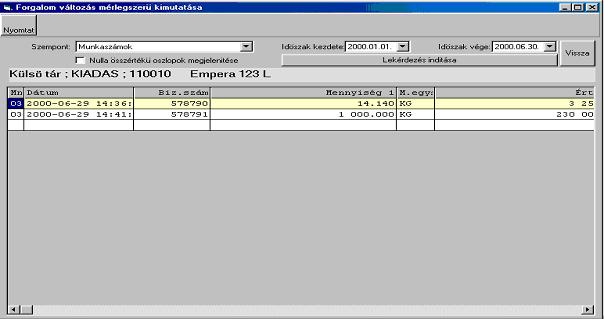 Forgalom változás mérlegszerű kimutatása
Nyomtat
Szempont: Munkaszámok Időszak kezdete: 2000.01.01. Időszak vége: 2000.06.30. Vissza
Nulla összértékű oszlopok megjelenítése Lekérdezés indítása
Külső tár ; KIADAS ; 110010 Empera 123 L
Mn Dátum Biz.szám Mennyiség 1 M.egy: Ért
03 2000-06-29 14:36: 578790 14.140 KG 3 25
03 2000-06-29 14:41: 578791 1 000.000 KG 230 00